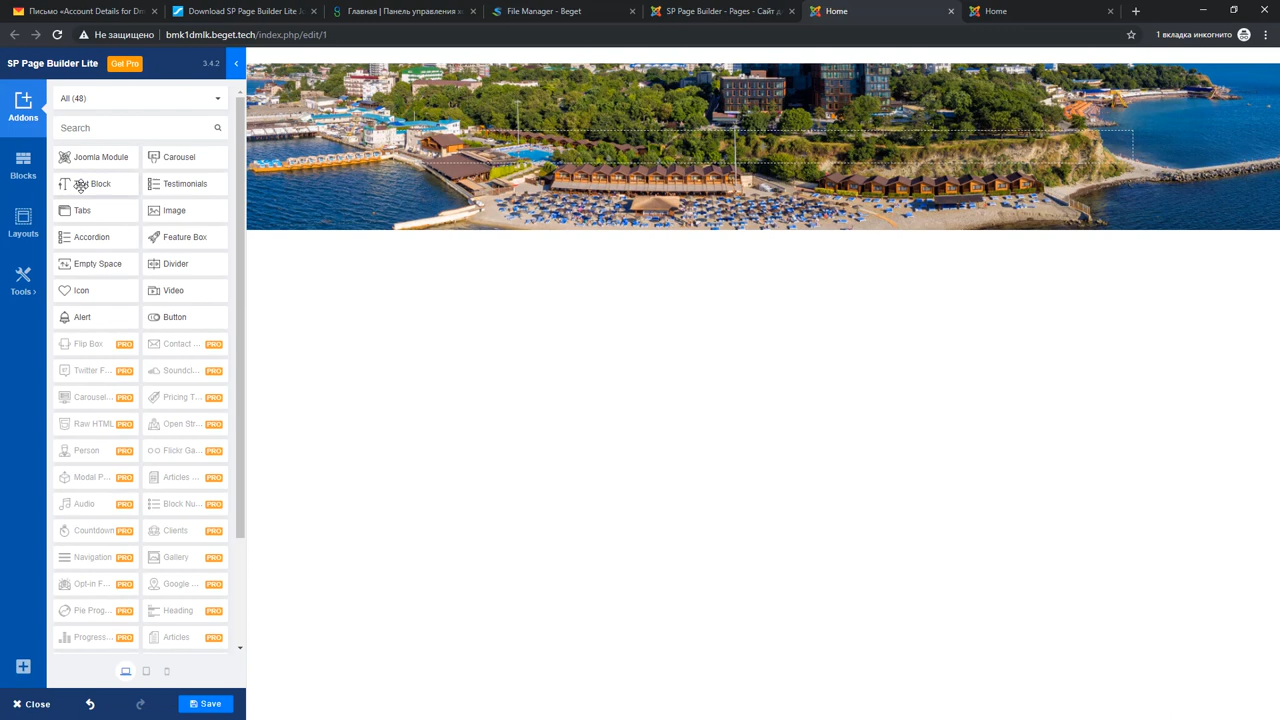 Письмо «Account Details for Dm
Download SP Page Builder Lite Jo
Главная | Панель управления хо
File Manager - Beget
SP Page Builder - Pages - Сайт д
Home
Home
Не защищено
bmk1dmlk.beget.tech/index.php/edit/1
1 вкладка инкогнито
SP Page Builder Lite
Get Pro
3.4.2
Addons
Blocks
Layouts
Tools
All (48)
Search
Joomla Module
Carousel
Block
Testimonials
Tabs
Image
Accordion
Feature Box
Empty Space
Divider
Icon
Video
Alert
Button
Flip Box PRO
Contact ... PRO
Twitter F... PRO
Soundcl... PRO
Carousel... PRO
Pricing T... PRO
Raw HTML PRO
Open Str... PRO
Person PRO
Flickr Ga... PRO
Modal P... PRO
Articles ... PRO
Audio PRO
Block Nu... PRO
Countdown PRO
Clients PRO
Navigation PRO
Gallery PRO
Opt-in F... PRO
Google ... PRO
Pie Prog... PRO
Heading PRO
Progress... PRO
Articles PRO
Close
Save